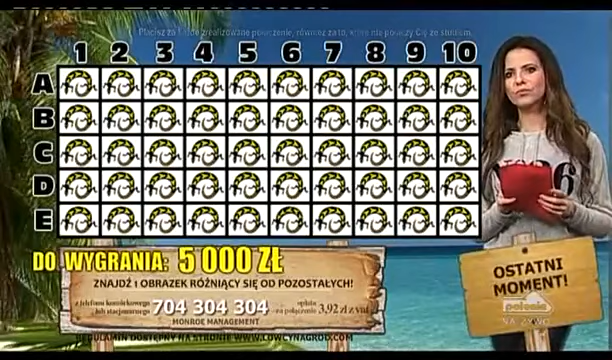 Płacisz za każde zrealizowane połączenie, również za to, które nie połączy Cię ze studiem.
1 2 3 4 5 6 7 8 9 10
A
B
C
D
E
DO WYGRANIA: 5 000 ZŁ
ZNAJDŹ 1 OBRAZEK RÓŻNIĄCY SIĘ OD POZOSTAŁYCH!
z telefonu komórkowego
lub stacjonarnego 704 304 304 opłata za połączenie 3,92 zł z vat
MONROE MANAGEMENT
REGULAMIN DOSTĘPNY NA STRONIE WWW.LOWCYNAGROD.COM
OSTATNI
MOMENT!
polonia
NA ŻYWO